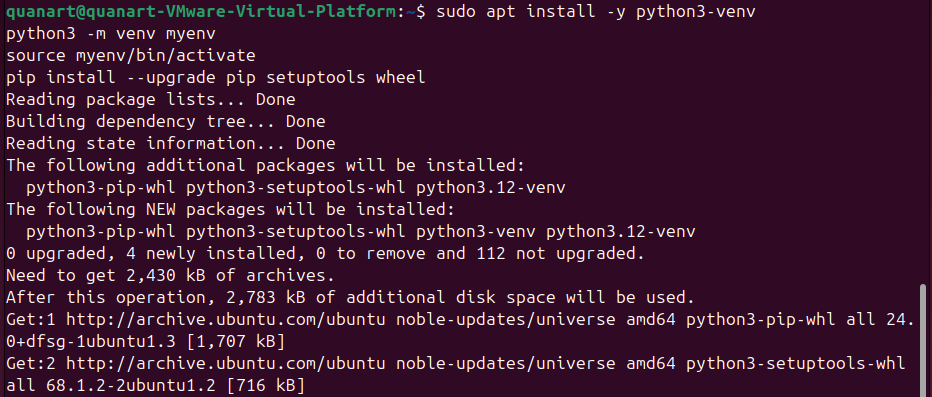 quanart@quanart-VMware-Virtual-Platform:~$ sudo apt install -y python3-venv
python3 -m venv myenv
source myenv/bin/activate
pip install --upgrade pip setuptools wheel
Reading package lists... Done
Building dependency tree... Done
Reading state information... Done
The following additional packages will be installed:
  python3-pip-whl python3-setuptools-whl python3.12-venv
The following NEW packages will be installed:
  python3-pip-whl python3-setuptools-whl python3-venv python3.12-venv
0 upgraded, 4 newly installed, 0 to remove and 112 not upgraded.
Need to get 2,430 kB of archives.
After this operation, 2,783 kB of additional disk space will be used.
Get:1 http://archive.ubuntu.com/ubuntu noble-updates/universe amd64 python3-pip-whl all 24.
0+dfsg-1ubuntu1.3 [1,707 kB]
Get:2 http://archive.ubuntu.com/ubuntu noble-updates/universe amd64 python3-setuptools-whl
all 68.1.2-2ubuntu1.2 [716 kB]